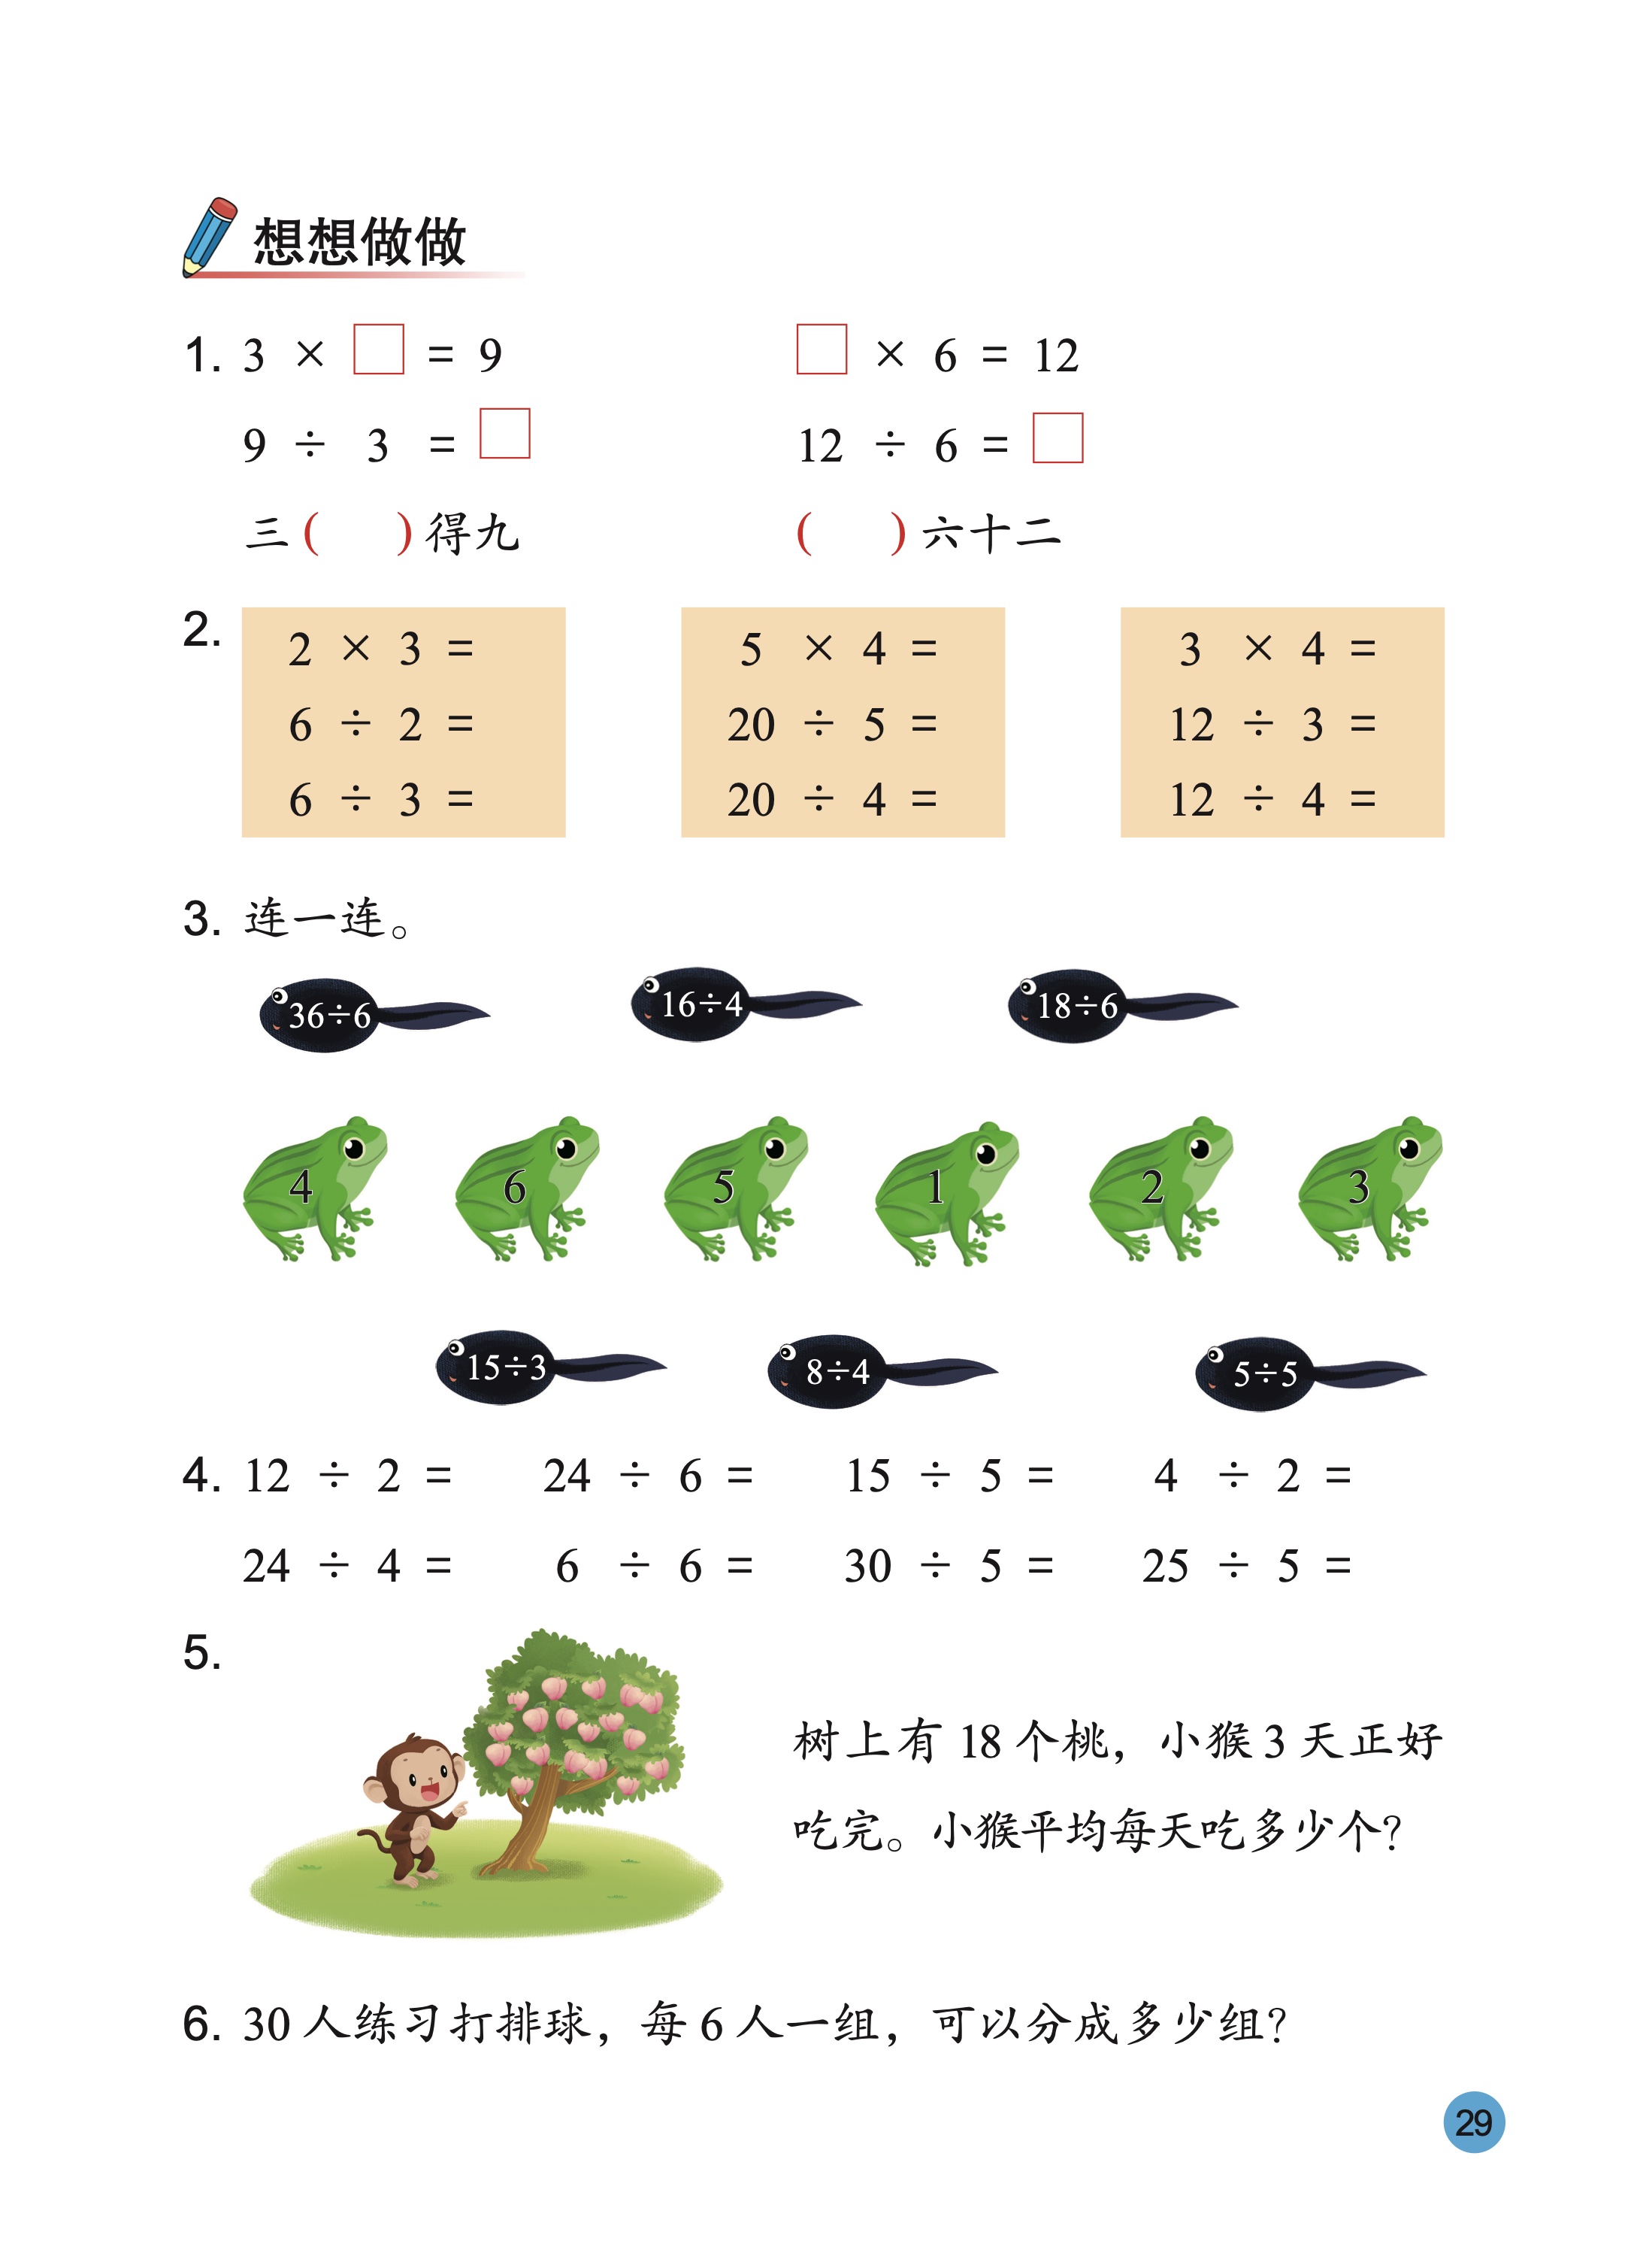 想想做做
1. 3 × □ = 9 □ × 6 = 12
9 ÷ 3 = □ 12 ÷ 6 = □
三( )得九 ( )六十二
2. 2 × 3 = 5 × 4 = 3 × 4 =
6 ÷ 2 = 20 ÷ 5 = 12 ÷ 3 =
6 ÷ 3 = 20 ÷ 4 = 12 ÷ 4 =
3. 连一连。
36÷6 16÷4 18÷6
4 6 5 1 2 3
15÷3 8÷4 5÷5
4. 12 ÷ 2 = 24 ÷ 6 = 15 ÷ 5 = 4 ÷ 2 =
24 ÷ 4 = 6 ÷ 6 = 30 ÷ 5 = 25 ÷ 5 =
5.
树上有 18 个桃，小猴 3 天正好
吃完。小猴平均每天吃多少个？
6. 30 人练习打排球，每 6 人一组，可以分成多少组？
29